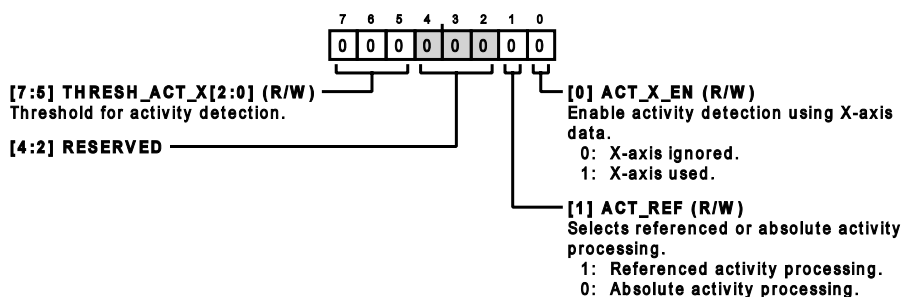 7 6 5 4 3 2 1 0
0 0 0 0 0 0 0 0
[7:5] THRESH_ACT_X[2:0] (R/W)
Threshold for activity detection.
[4:2] RESERVED
[0] ACT_X_EN (R/W)
Enable activity detection using X-axis
data.
0: X-axis ignored.
1: X-axis used.
[1] ACT_REF (R/W)
Selects referenced or absolute activity
processing.
1: Referenced activity processing.
0: Absolute activity processing.